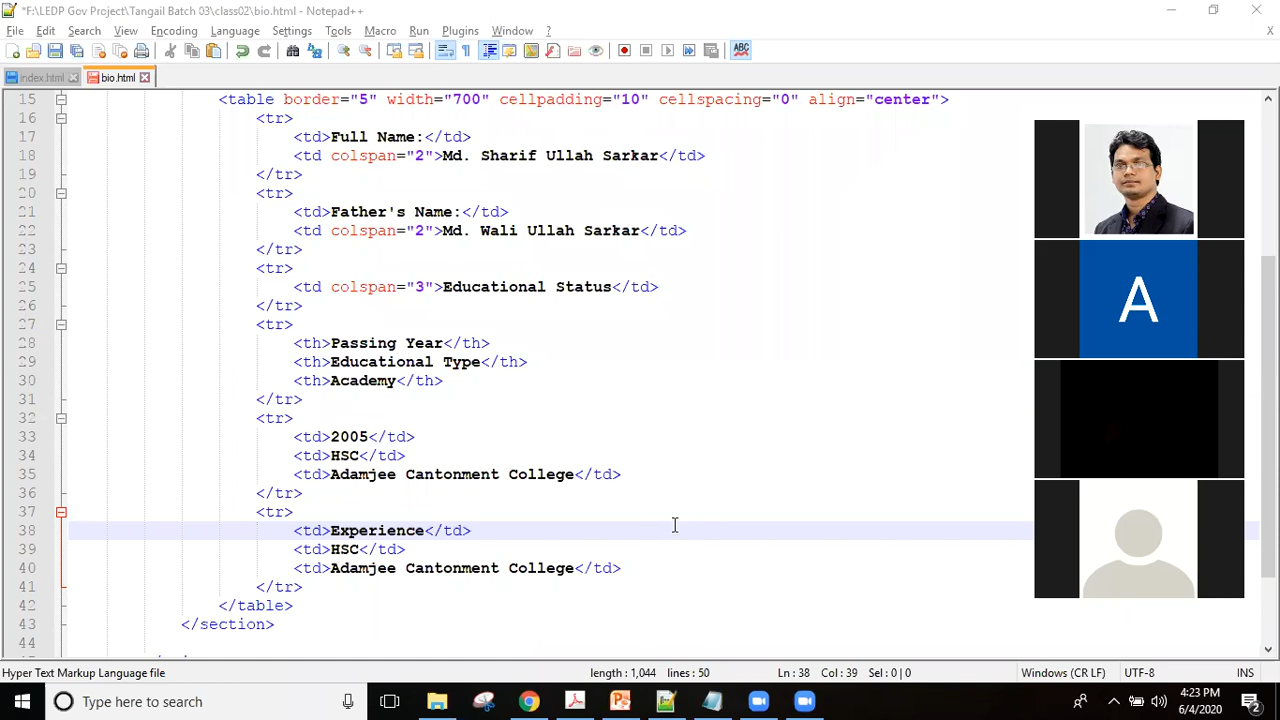 *F:\LEDP Gov Project\Tangail Batch 03\class02\bio.html - Notepad++
File Edit Search View Encoding Language Settings Tools Macro Run Plugins Window ? X
index.html bio.html
15 <table border="5" width="700" cellpadding="10" cellspacing="0" align="center">
16 <tr>
17 <td>Full Name:</td>
18 <td colspan="2">Md. Sharif Ullah Sarkar</td>
19 </tr>
20 <tr>
21 <td>Father's Name:</td>
22 <td colspan="2">Md. Wali Ullah Sarkar</td>
23 </tr>
24 <tr>
25 <td colspan="3">Educational Status</td>
26 </tr>
27 <tr>
28 <th>Passing Year</th>
29 <th>Educational Type</th>
30 <th>Academy</th>
31 </tr>
32 <tr>
33 <td>2005</td>
34 <td>HSC</td>
35 <td>Adamjee Cantonment College</td>
36 </tr>
37 <tr>
38 <td>Experience</td>
39 <td>HSC</td>
40 <td>Adamjee Cantonment College</td>
41 </tr>
42 </table>
43 </section>
44
A
Hyper Text Markup Language file length : 1,044 lines : 50 Ln : 38 Col : 39 Sel : 0 | 0 Windows (CR LF) UTF-8 INS
Type here to search
4:23 PM
6/4/2020
2